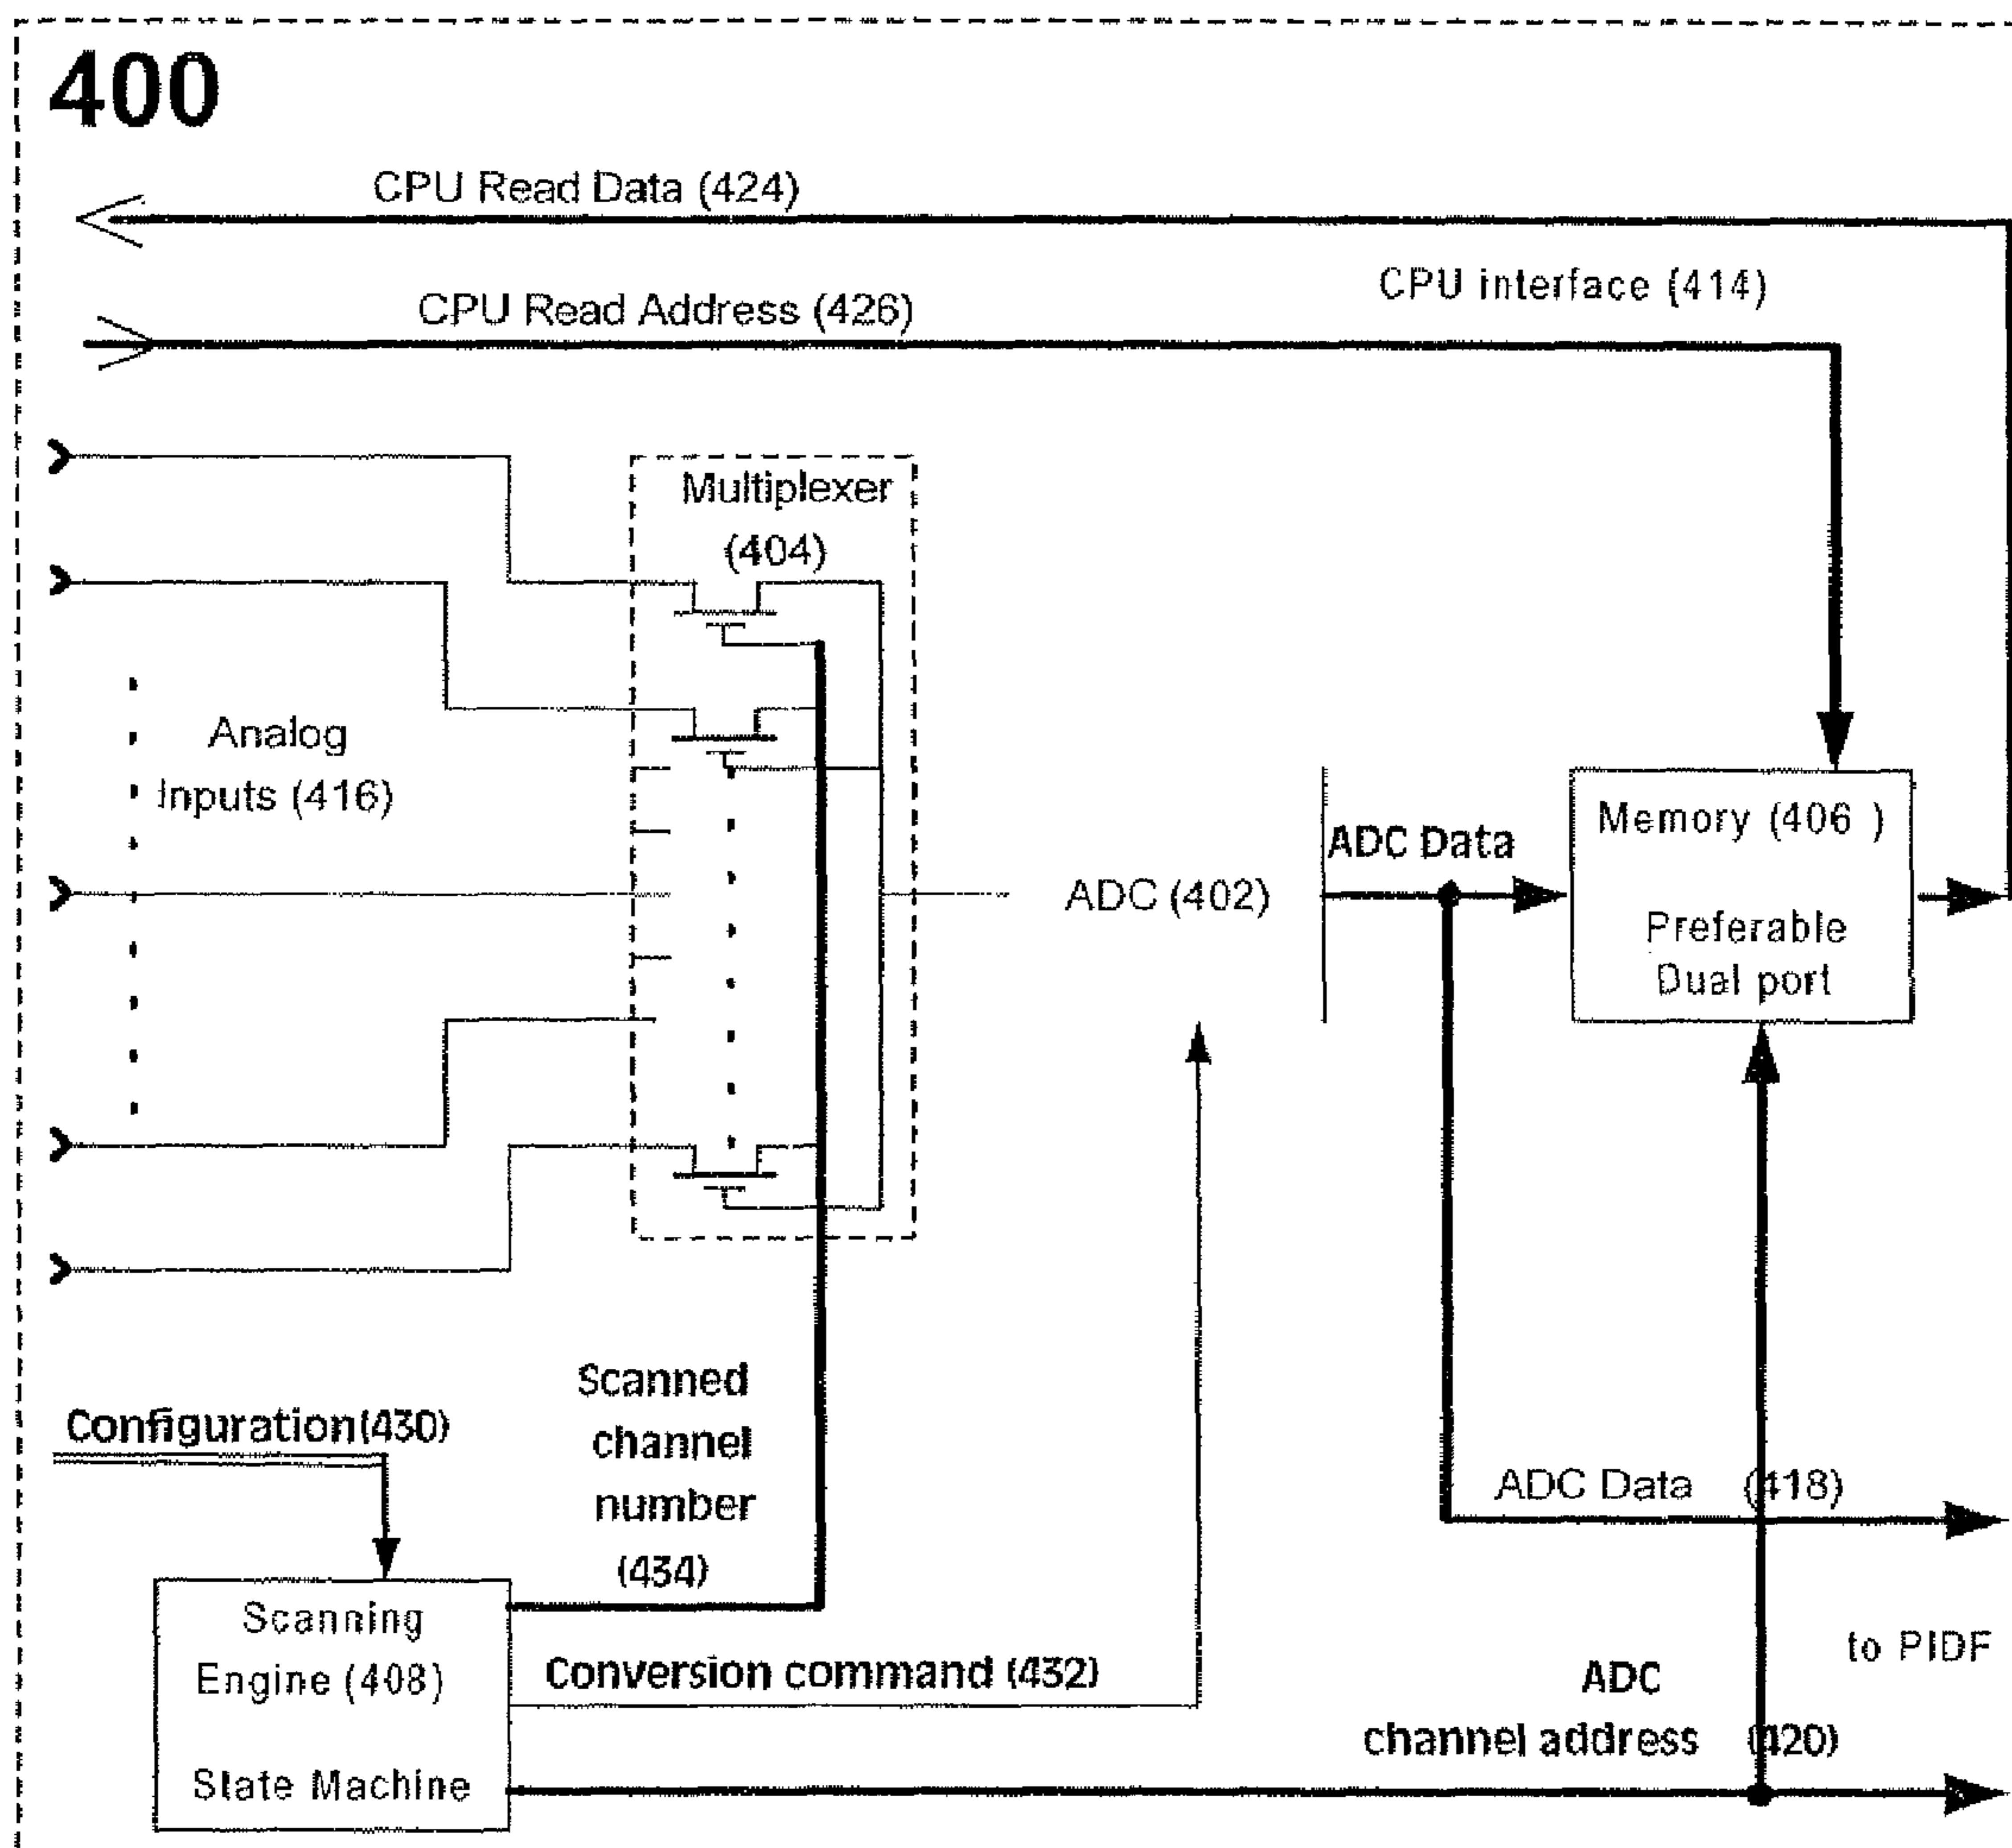 400
CPU Read Data (424)
CPU interface (414)
CPU Read Address (426)
Multiplexer
(404)
Analog
Inputs (416)
ADC (402)
ADC Data
Memory (406 )
Preferable
Dual port
Scanned
channel
number
(434)
Configuration(430)
ADC Data (418)
Scanning
Engine (408)
State Machine
Conversion command (432)
to PIDF
ADC
channel address (420)